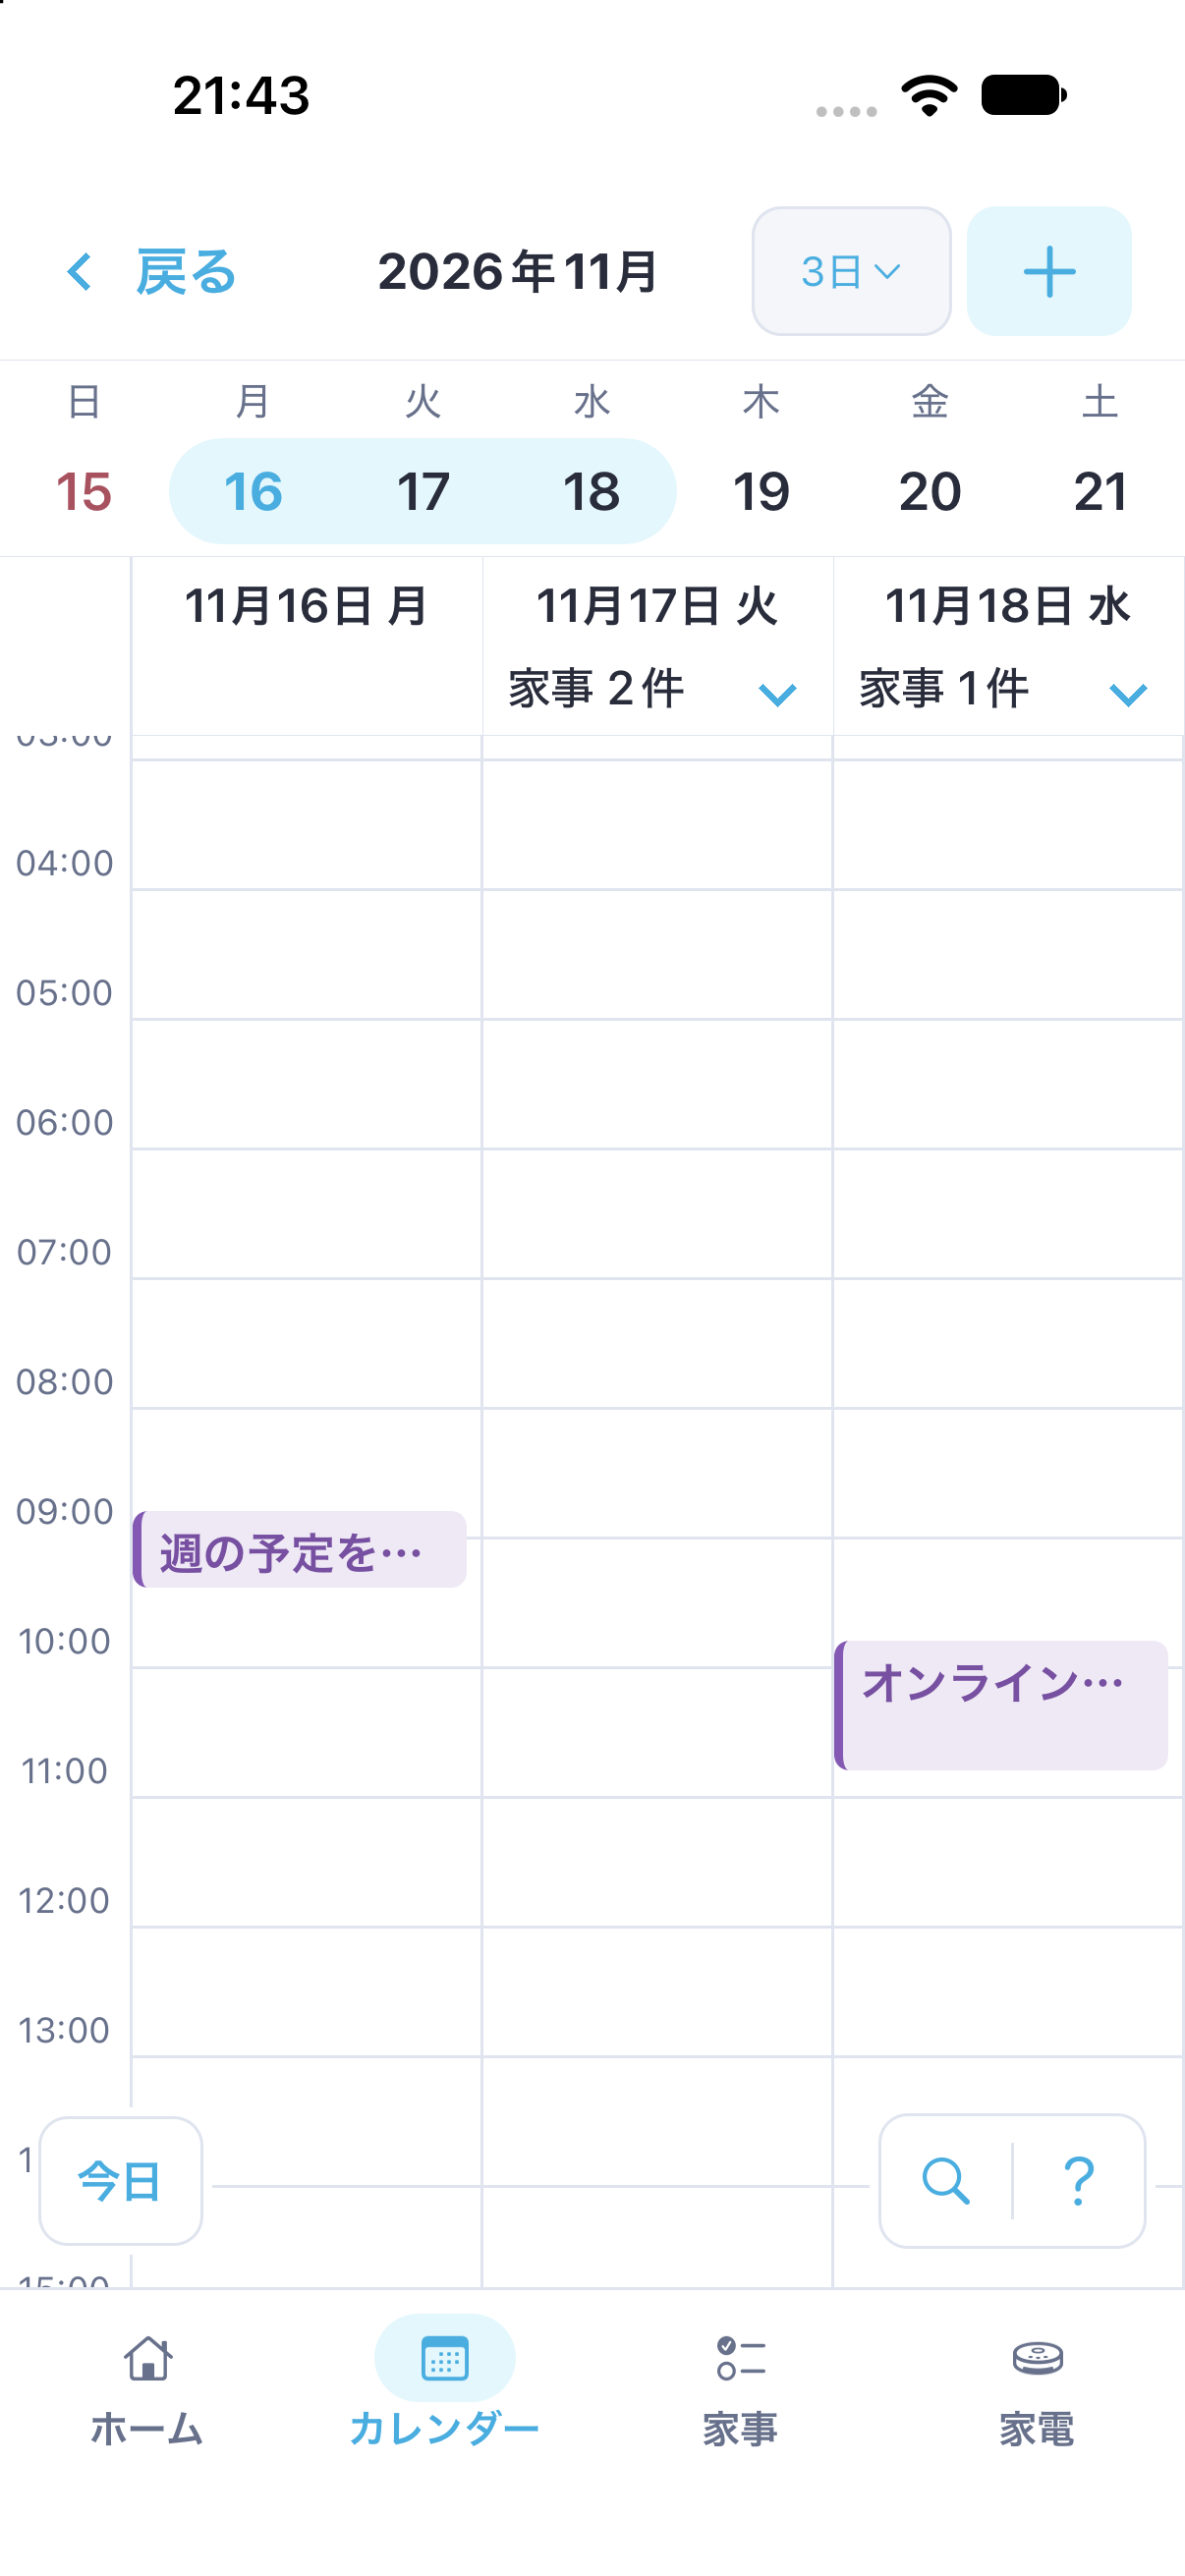 21:43
戻る 2026年11月 3日
日 月 火 水 木 金 土
15 16 17 18 19 20 21
11月16日 月 11月17日 火 11月18日 水
家事 2件 家事 1件
04:00
05:00
06:00
07:00
08:00
09:00
週の予定を…
10:00
オンライン…
11:00
12:00
13:00
今日 ?
ホーム カレンダー 家事 家電